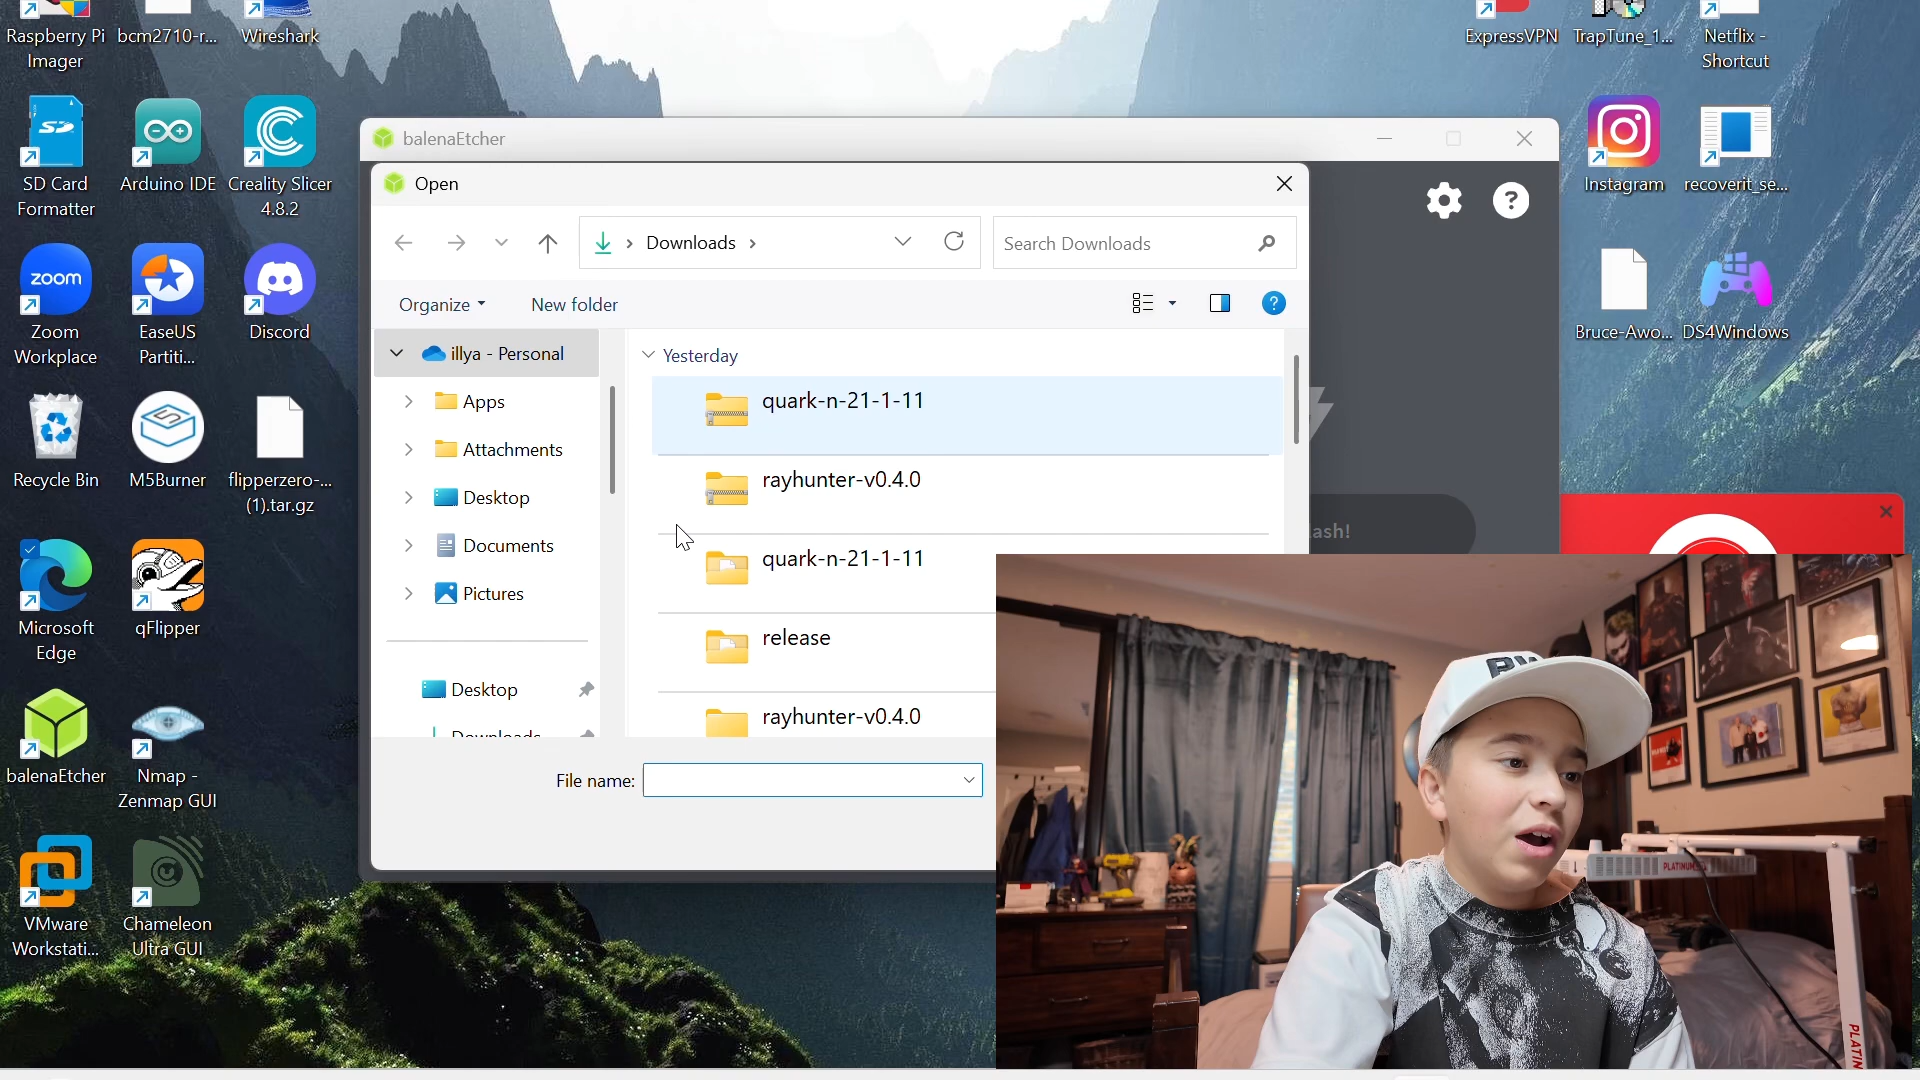 Raspberry Pi
Imager
bcm2710-r...
Wireshark
ExpressVPN
TrapTune_1...
Netflix -
Shortcut
SD
SD Card
Formatter
Arduino IDE
Creality Slicer
4.8.2
balenaEtcher
Open
Instagram
recoverit_se...
Downloads
Search Downloads
Organize
New folder
zoom
Zoom
Workplace
EaseUS
Partiti...
Discord
Bruce-Awo...
DS4Windows
illya - Personal
Apps
Attachments
Desktop
Documents
Pictures
Desktop
Downloads
Yesterday
quark-n-21-1-11
rayhunter-v0.4.0
quark-n-21-1-11
release
rayhunter-v0.4.0
File name:
Recycle Bin
M5Burner
flipperzero-...
(1).tar.gz
Microsoft
Edge
qFlipper
balenaEtcher
Nmap -
Zenmap GUI
VMware
Workstati...
Chameleon
Ultra GUI